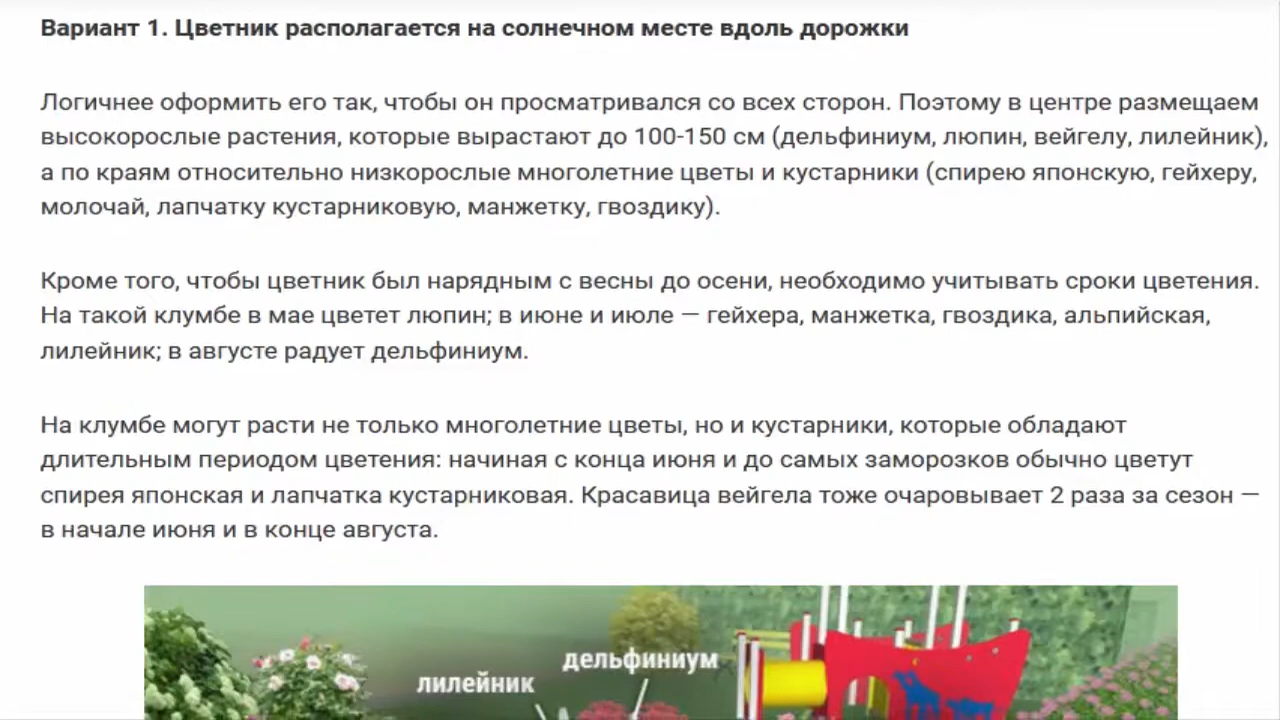 Вариант 1. Цветник располагается на солнечном месте вдоль дорожки
Логичнее оформить его так, чтобы он просматривался со всех сторон. Поэтому в центре размещаем
высокорослые растения, которые вырастают до 100-150 см (дельфиниум, люпин, вейгелу, лилейник),
а по краям относительно низкорослые многолетние цветы и кустарники (спирею японскую, гейхеру,
молочай, лапчатку кустарниковую, манжетку, гвоздику).
Кроме того, чтобы цветник был нарядным с весны до осени, необходимо учитывать сроки цветения.
На такой клумбе в мае цветет люпин; в июне и июле — гейхера, манжетка, гвоздика, альпийская,
лилейник; в августе радует дельфиниум.
На клумбе могут расти не только многолетние цветы, но и кустарники, которые обладают
длительным периодом цветения: начиная с конца июня и до самых заморозков обычно цветут
спирея японская и лапчатка кустарниковая. Красавица вейгела тоже очаровывает 2 раза за сезон —
в начале июня и в конце августа.
дельфиниум
лилейник